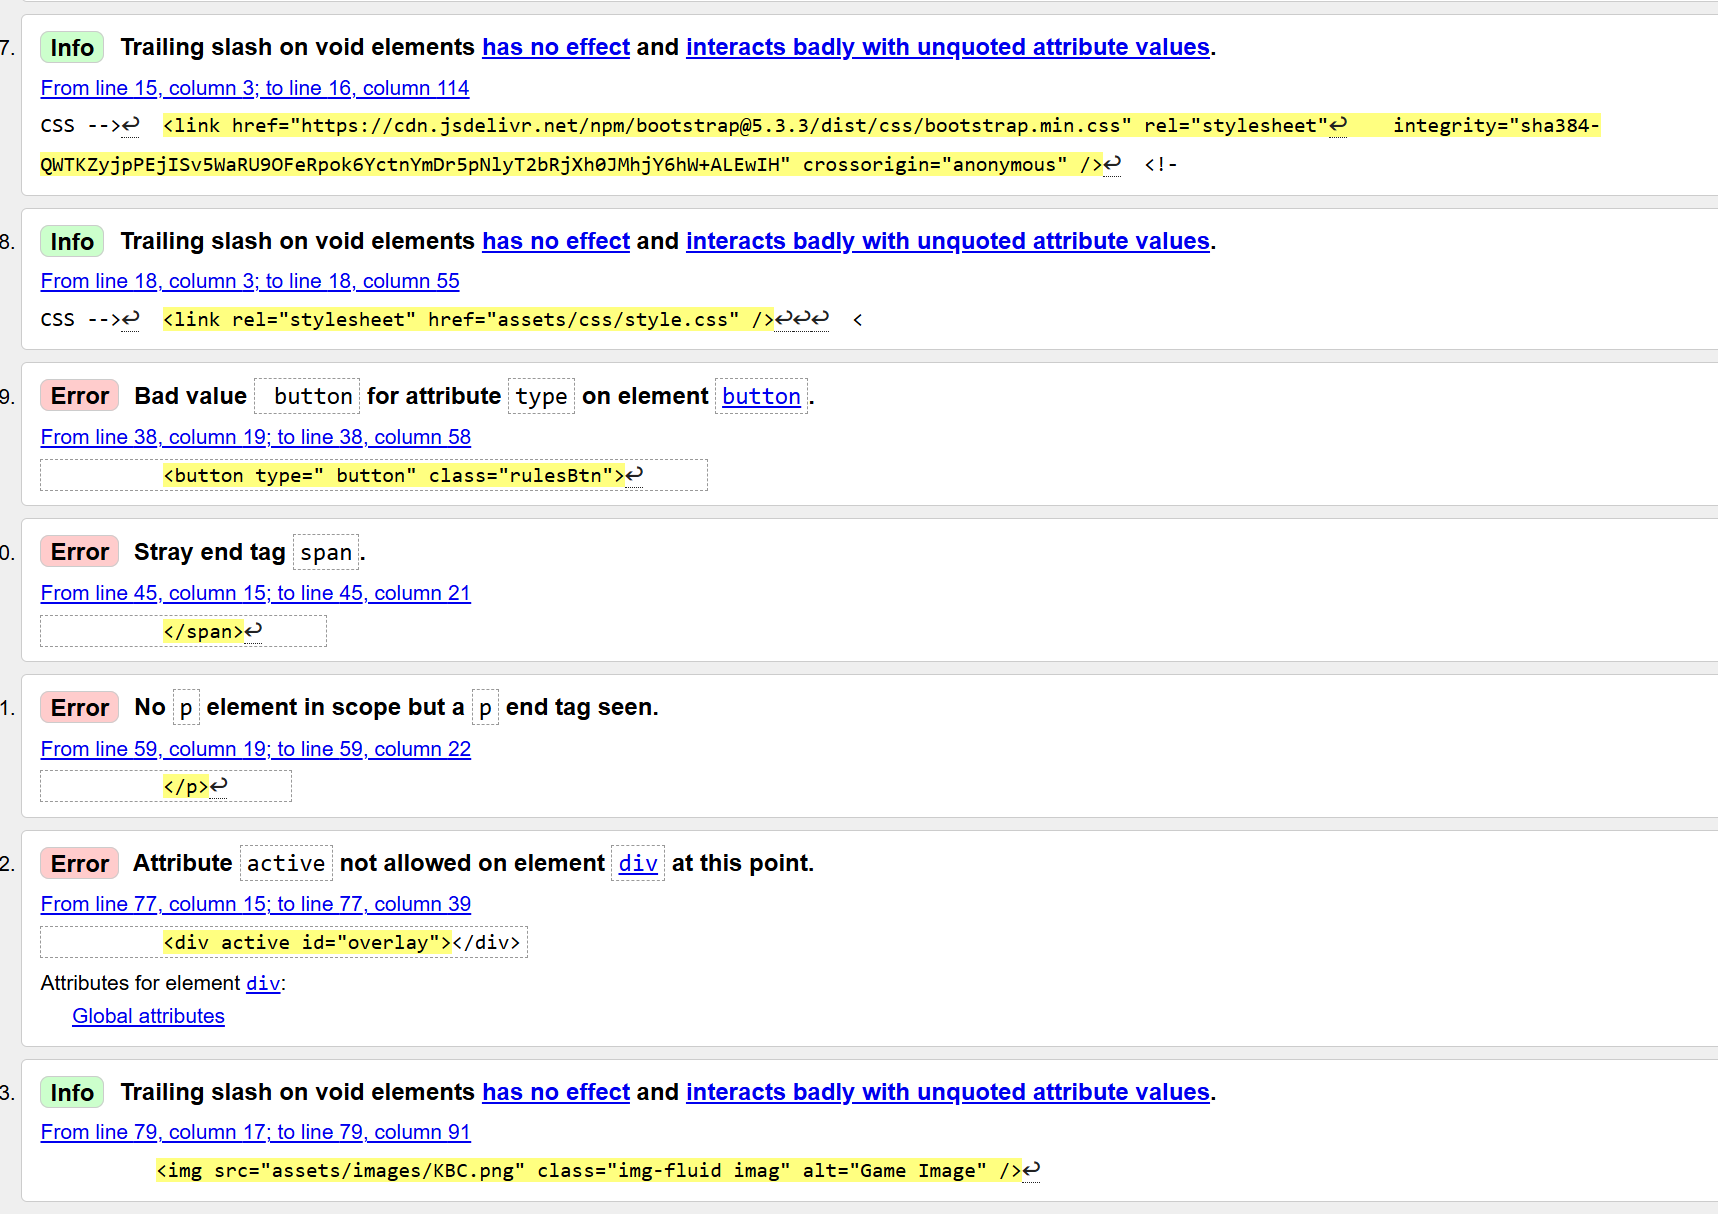 7. Info Trailing slash on void elements has no effect and interacts badly with unquoted attribute values.
From line 15, column 3; to line 16, column 114
CSS -->↩ <link href="https://cdn.jsdelivr.net/npm/bootstrap@5.3.3/dist/css/bootstrap.min.css" rel="stylesheet"↩ integrity="sha384-
QWTKZyjpPEjISv5WaRU9OFeRpok6YctnYmDr5pNlyT2bRjXh0JMhjY6hW+ALEwIH" crossorigin="anonymous" />↩ <!-
8. Info Trailing slash on void elements has no effect and interacts badly with unquoted attribute values.
From line 18, column 3; to line 18, column 55
CSS -->↩ <link rel="stylesheet" href="assets/css/style.css" />↩↩↩ <
9. Error Bad value  button for attribute type on element button.
From line 38, column 19; to line 38, column 58
<button type=" button" class="rulesBtn">↩
0. Error Stray end tag span.
From line 45, column 15; to line 45, column 21
</span>↩
1. Error No p element in scope but a p end tag seen.
From line 59, column 19; to line 59, column 22
</p>↩
2. Error Attribute active not allowed on element div at this point.
From line 77, column 15; to line 77, column 39
<div active id="overlay"></div>
Attributes for element div:
Global attributes
3. Info Trailing slash on void elements has no effect and interacts badly with unquoted attribute values.
From line 79, column 17; to line 79, column 91
<img src="assets/images/KBC.png" class="img-fluid imag" alt="Game Image" />↩